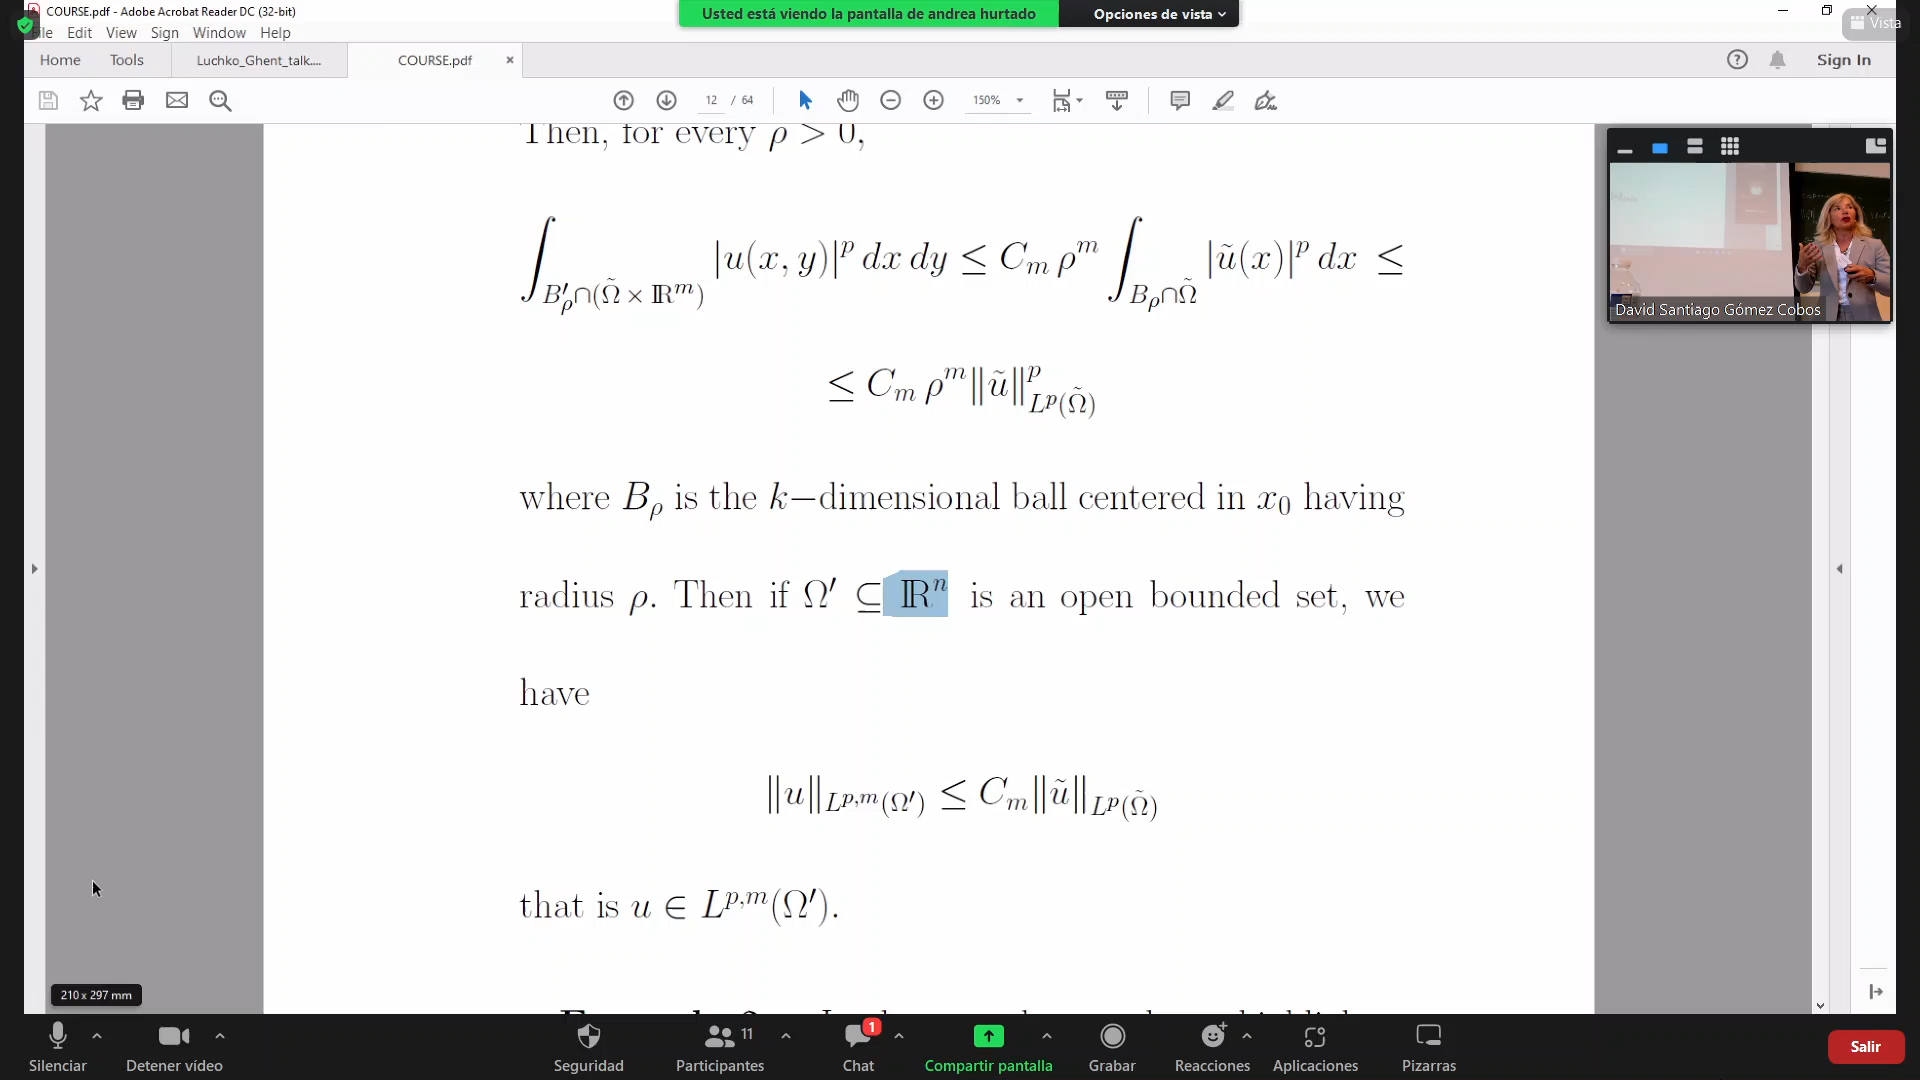 COURSE.pdf - Adobe Acrobat Reader DC (32-bit)
Usted está viendo la pantalla de andrea hurtado
Opciones de vista
Vista
File Edit View Sign Window Help
Home Tools Luchko_Ghent_talk.... COURSE.pdf × Sign In
12 / 64 150%
Then, for every ρ > 0,
∫_{B′_ρ∩(Ω̃×ℝ^m)} |u(x, y)|^p dx dy ≤ C_m ρ^m ∫_{B_ρ∩Ω̃} |ũ(x)|^p dx ≤
≤ C_m ρ^m ‖ũ‖^p_{L^p(Ω̃)}
where B_ρ is the k−dimensional ball centered in x_0 having
radius ρ. Then if Ω′ ⊆ ℝ^n is an open bounded set, we
have
‖u‖_{L^{p,m}(Ω′)} ≤ C_m‖ũ‖_{L^p(Ω̃)}
that is u ∈ L^{p,m}(Ω′).
David Santiago Gómez Cobos
210 x 297 mm
Silenciar Detener vídeo Seguridad Participantes 11 Chat 1 Compartir pantalla Grabar Reacciones Aplicaciones Pizarras Salir